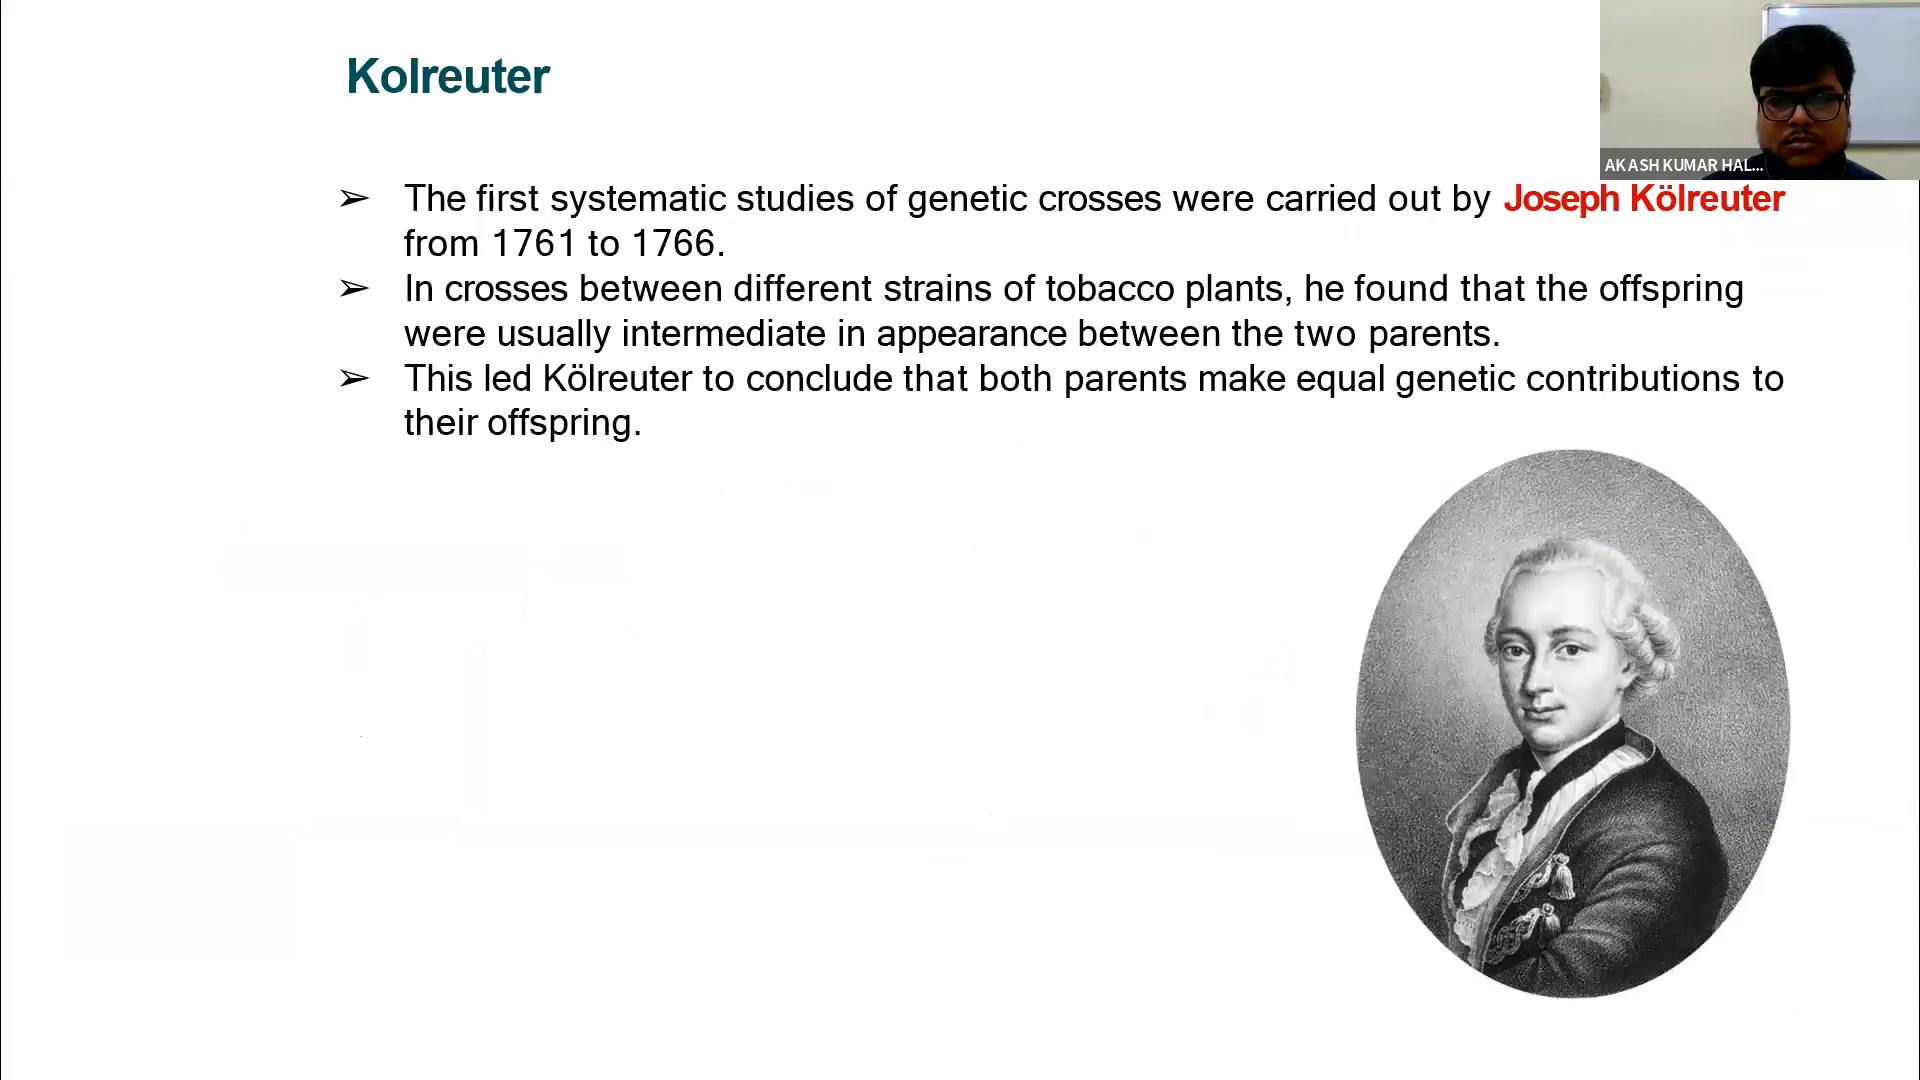 Kolreuter
AKASH KUMAR HAL...
➢ The first systematic studies of genetic crosses were carried out by Joseph Kölreuter
from 1761 to 1766.
➢ In crosses between different strains of tobacco plants, he found that the offspring
were usually intermediate in appearance between the two parents.
➢ This led Kölreuter to conclude that both parents make equal genetic contributions to
their offspring.